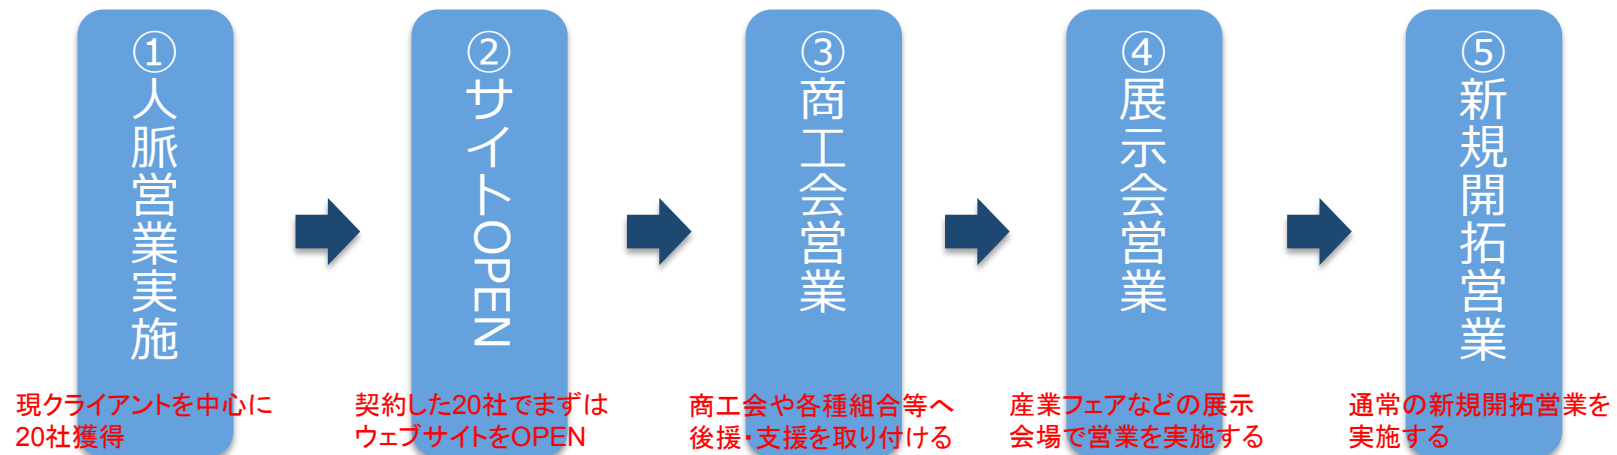 ①人脈営業実施
現クライアントを中心に
20社獲得
②サイトOPEN
契約した20社でまずは
ウェブサイトをOPEN
③商工会営業
商工会や各種組合等へ
後援・支援を取り付ける
④展示会営業
産業フェアなどの展示
会場で営業を実施する
⑤新規開拓営業
通常の新規開拓営業を
実施する